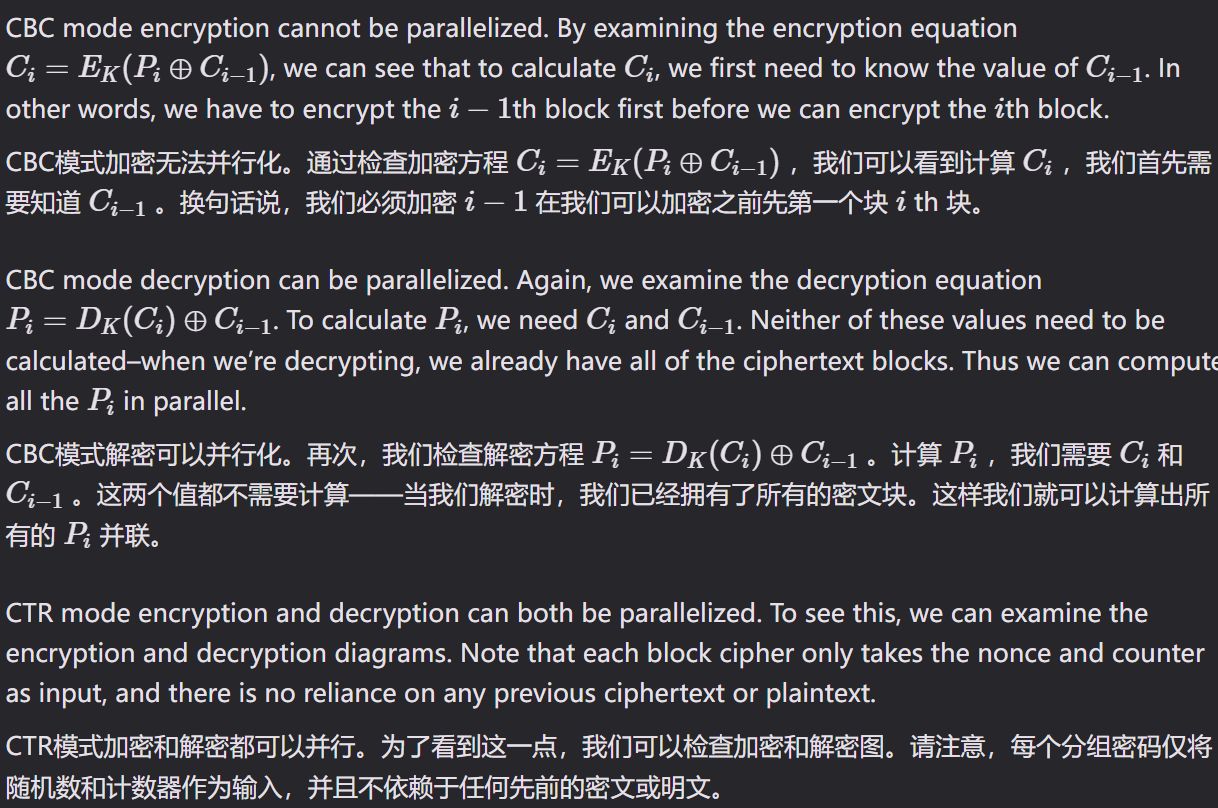 CBC mode encryption cannot be parallelized. By examining the encryption equation
C_i = E_K(P_i ⊕ C_{i−1}), we can see that to calculate C_i, we first need to know the value of C_{i−1}. In
other words, we have to encrypt the i − 1th block first before we can encrypt the ith block.
CBC模式加密无法并行化。通过检查加密方程 C_i = E_K(P_i ⊕ C_{i−1}) ，我们可以看到计算 C_i ，我们首先需
要知道 C_{i−1} 。换句话说，我们必须加密 i − 1 在我们可以加密之前先第一个块 i th 块。
CBC mode decryption can be parallelized. Again, we examine the decryption equation
P_i = D_K(C_i) ⊕ C_{i−1}. To calculate P_i, we need C_i and C_{i−1}. Neither of these values need to be
calculated–when we’re decrypting, we already have all of the ciphertext blocks. Thus we can compute
all the P_i in parallel.
CBC模式解密可以并行化。再次，我们检查解密方程 P_i = D_K(C_i) ⊕ C_{i−1} 。计算 P_i ，我们需要 C_i 和
C_{i−1} 。这两个值都不需要计算——当我们解密时，我们已经拥有了所有的密文块。这样我们就可以计算出所
有的 P_i 并联。
CTR mode encryption and decryption can both be parallelized. To see this, we can examine the
encryption and decryption diagrams. Note that each block cipher only takes the nonce and counter
as input, and there is no reliance on any previous ciphertext or plaintext.
CTR模式加密和解密都可以并行。为了看到这一点，我们可以检查加密和解密图。请注意，每个分组密码仅将
随机数和计数器作为输入，并且不依赖于任何先前的密文或明文。